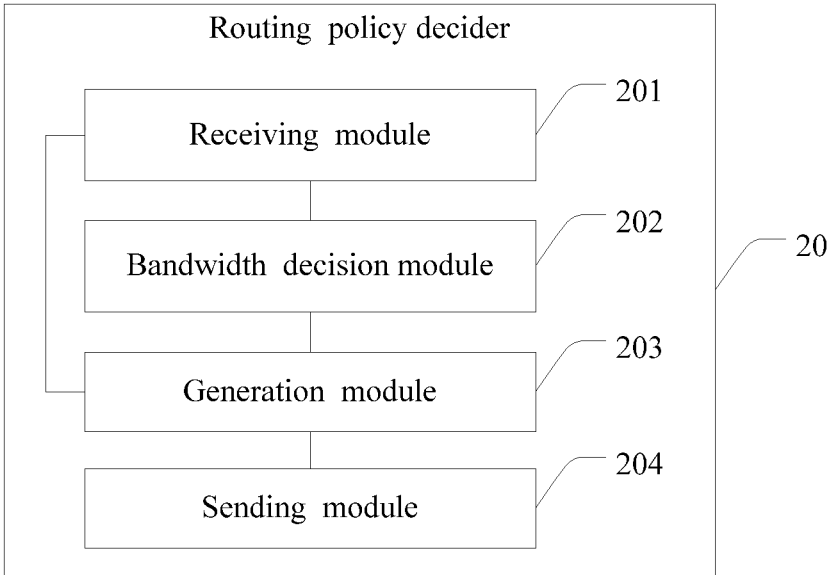 Routing policy decider
201
Receiving module
202
Bandwidth decision module
20
203
Generation module
204
Sending module